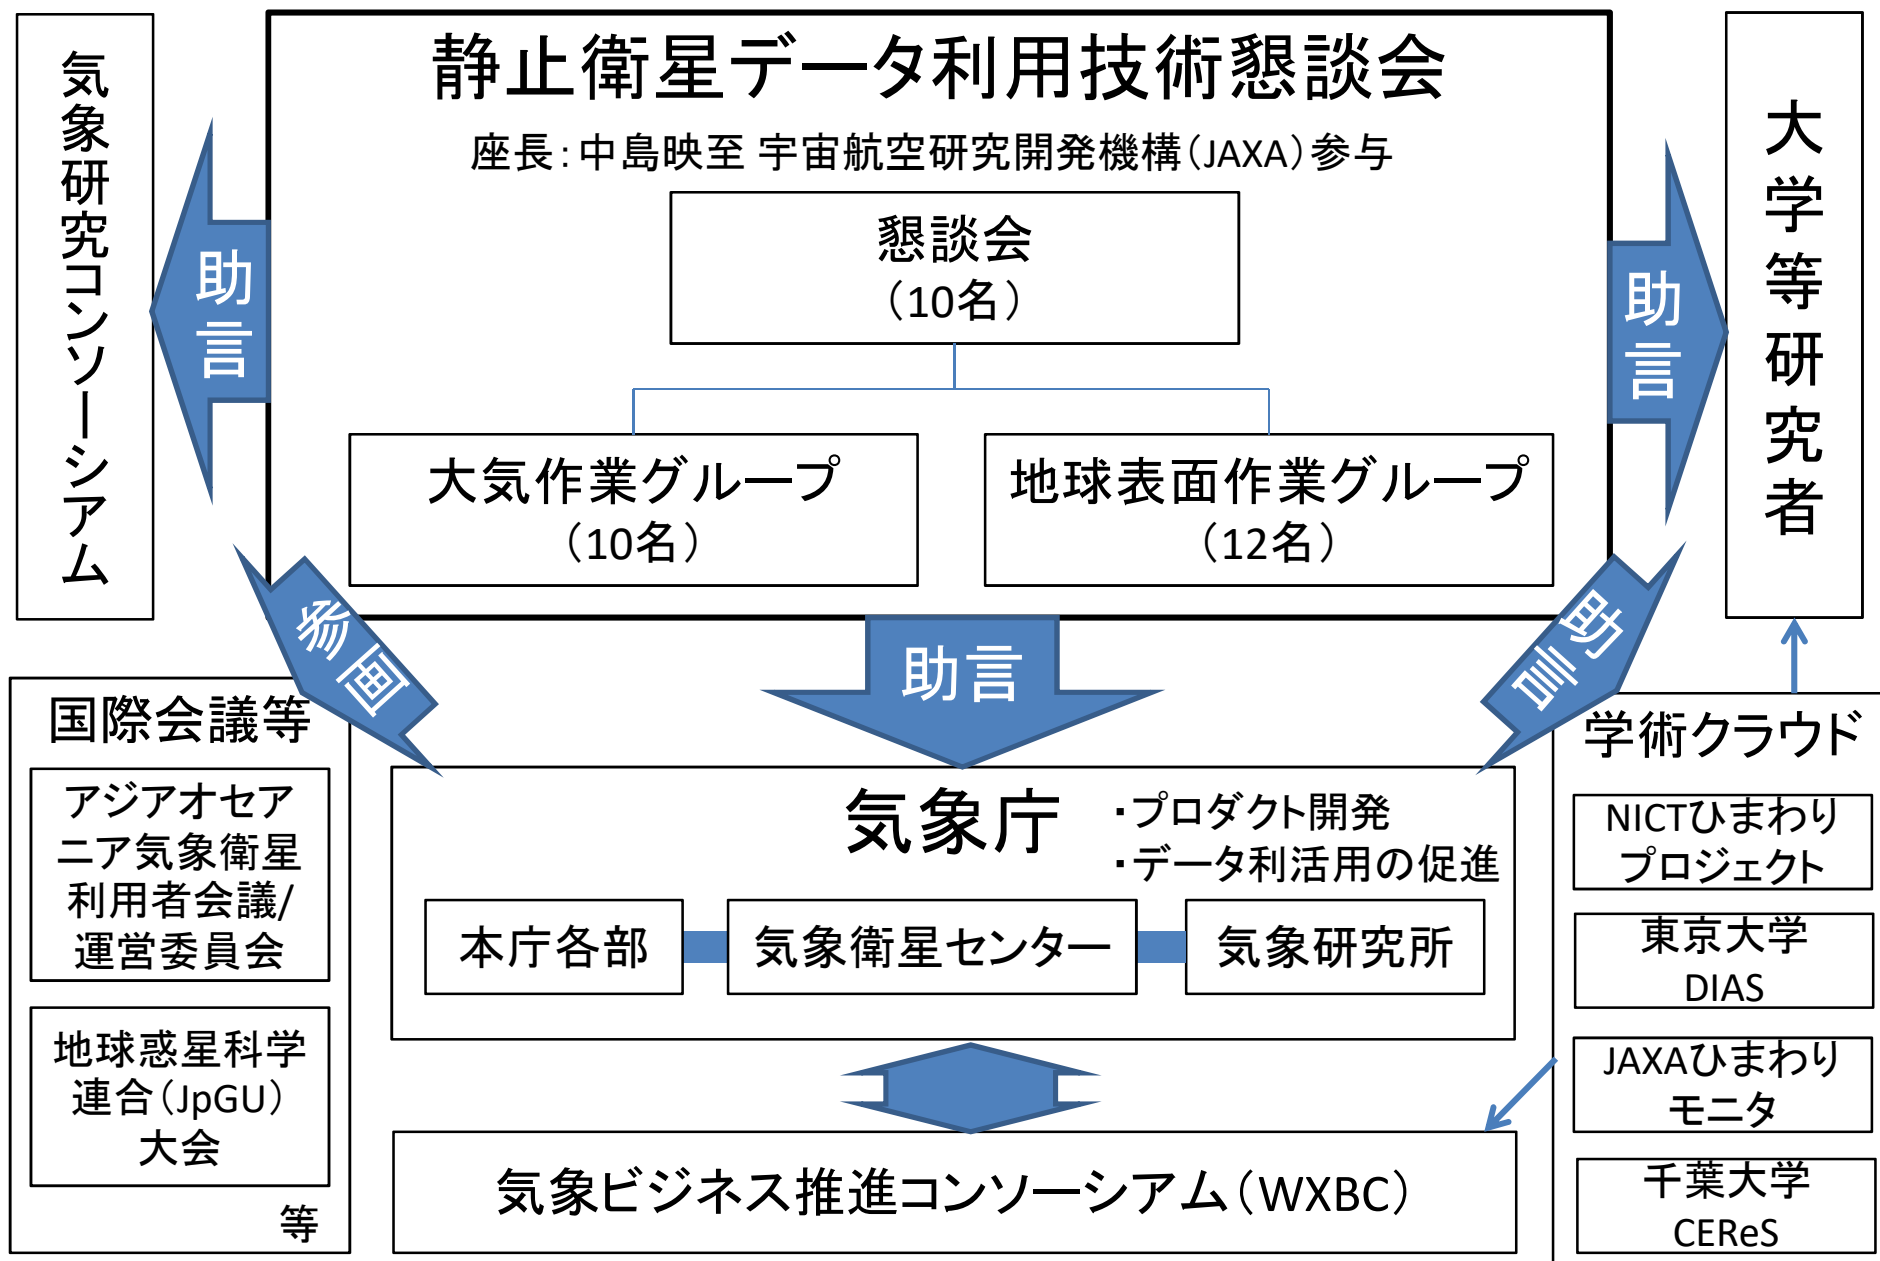 気象研究コンソーシアム
静止衛星データ利用技術懇談会
座長：中島映至 宇宙航空研究開発機構（JAXA）参与
懇談会
（10名）
大気作業グループ
（10名）
地球表面作業グループ
（12名）
大学等研究者
助言
助言
参画
助言
助言
国際会議等
アジアオセア
ニア気象衛星
利用者会議/
運営委員会
地球惑星科学
連合（JpGU）
大会
等
気象庁
・プロダクト開発
・データ利活用の促進
本庁各部
気象衛星センター
気象研究所
気象ビジネス推進コンソーシアム（WXBC）
学術クラウド
NICTひまわり
プロジェクト
東京大学
DIAS
JAXAひまわり
モニタ
千葉大学
CEReS